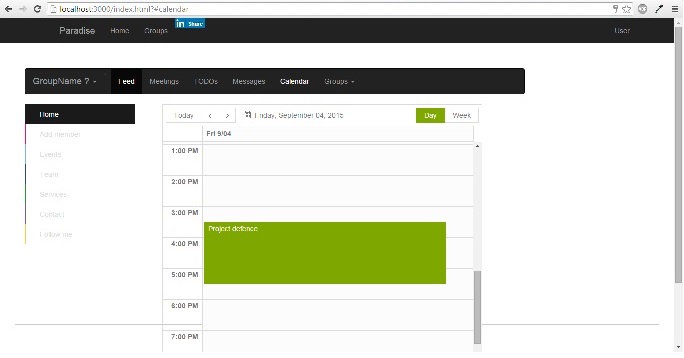 localhost:3000/index.html?#calendar
Paradise Home Groups in Share User
GroupName ? Feed Meetings TODOs Messages Calendar Groups
Home
Add member
Events
Team
Services
Contact
Follow me
Today Friday, September 04, 2015 Day Week
Fri 9/04
1:00 PM
2:00 PM
3:00 PM
Project defence
4:00 PM
5:00 PM
6:00 PM
7:00 PM